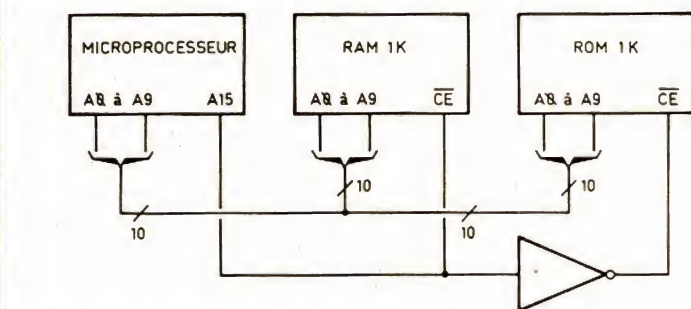 MICROPROCESSEUR
A0 à A9 A15
RAM 1K
A0 à A9 CE
ROM 1K
A0 à A9 CE
10
10
10
10